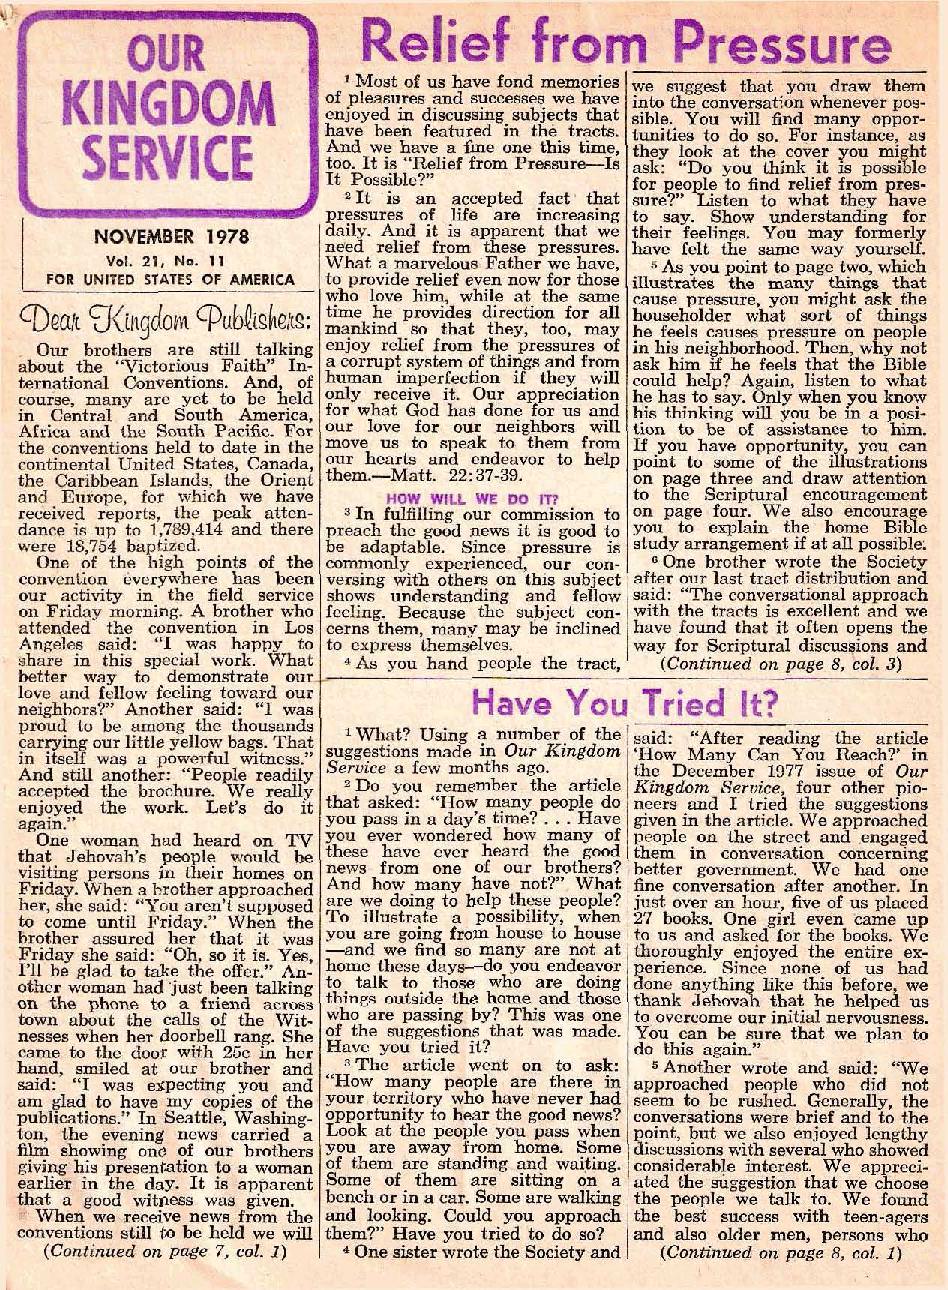 OUR
KINGDOM
SERVICE
NOVEMBER 1978
Vol. 21, No. 11
FOR UNITED STATES OF AMERICA
Dear Kingdom Publishers:
Our brothers are still talking
about the "Victorious Faith" In-
ternational Conventions. And, of
course, many are yet to be held
in Central and South America,
Africa and the South Pacific. For
the conventions held to date in the
continental United States, Canada,
the Caribbean Islands, the Orient
and Europe, for which we have
received reports, the peak atten-
dance is up to 1,789,414 and there
were 18,754 baptized.
One of the high points of the
convention everywhere has been
our activity in the field service
on Friday morning. A brother who
attended the convention in Los
Angeles said: "I was happy to
share in this special work. What
better way to demonstrate our
love and fellow feeling toward our
neighbors?" Another said: "I was
proud to be among the thousands
carrying our little yellow bags. That
in itself was a powerful witness."
And still another: "People readily
accepted the brochure. We really
enjoyed the work. Let's do it
again."
One woman had heard on TV
that Jehovah's people would be
visiting persons in their homes on
Friday. When a brother approached
her, she said: "You aren't supposed
to come until Friday." When the
brother assured her that it was
Friday she said: "Oh, so it is. Yes,
I'll be glad to take the offer." An-
other woman had just been talking
on the phone to a friend across
town about the calls of the Wit-
nesses when her doorbell rang. She
came to the door with 25c in her
hand, smiled at our brother and
said: "I was expecting you and
am glad to have my copies of the
publications." In Seattle, Washing-
ton, the evening news carried a
film showing one of our brothers
giving his presentation to a woman
earlier in the day. It is apparent
that a good witness was given.
When we receive news from the
conventions still to be held we will
(Continued on page 7, col. 1)
Relief from Pressure
1 Most of us have fond memories
of pleasures and successes we have
enjoyed in discussing subjects that
have been featured in the tracts.
And we have a fine one this time,
too. It is "Relief from Pressure—Is
It Possible?"
2 It is an accepted fact that
pressures of life are increasing
daily. And it is apparent that we
need relief from these pressures.
What a marvelous Father we have,
to provide relief even now for those
who love him, while at the same
time he provides direction for all
mankind so that they, too, may
enjoy relief from the pressures of
a corrupt system of things and from
human imperfection if they will
only receive it. Our appreciation
for what God has done for us and
our love for our neighbors will
move us to speak to them from
our hearts and endeavor to help
them.—Matt. 22:37-39.
HOW WILL WE DO IT?
3 In fulfilling our commission to
preach the good news it is good to
be adaptable. Since pressure is
commonly experienced, our con-
versing with others on this subject
shows understanding and fellow
feeling. Because the subject con-
cerns them, many may be inclined
to express themselves.
4 As you hand people the tract,
we suggest that you draw them
into the conversation whenever pos-
sible. You will find many oppor-
tunities to do so. For instance, as
they look at the cover you might
ask: "Do you think it is possible
for people to find relief from pres-
sure?" Listen to what they have
to say. Show understanding for
their feelings. You may formerly
have felt the same way yourself.
5 As you point to page two, which
illustrates the many things that
cause pressure, you might ask the
householder what sort of things
he feels causes pressure on people
in his neighborhood. Then, why not
ask him if he feels that the Bible
could help? Again, listen to what
he has to say. Only when you know
his thinking will you be in a posi-
tion to be of assistance to him.
If you have opportunity, you can
point to some of the illustrations
on page three and draw attention
to the Scriptural encouragement
on page four. We also encourage
you to explain the home Bible
study arrangement if at all possible.
6 One brother wrote the Society
after our last tract distribution and
said: "The conversational approach
with the tracts is excellent and we
have found that it often opens the
way for Scriptural discussions and
(Continued on page 8, col. 3)
Have You Tried It?
1 What? Using a number of the
suggestions made in Our Kingdom
Service a few months ago.
2 Do you remember the article
that asked: "How many people do
you pass in a day's time? . . . Have
you ever wondered how many of
these have ever heard the good
news from one of our brothers?
And how many have not?" What
are we doing to help these people?
To illustrate a possibility, when
you are going from house to house
—and we find so many are not at
home these days—do you endeavor
to talk to those who are doing
things outside the home and those
who are passing by? This was one
of the suggestions that was made.
Have you tried it?
3 The article went on to ask:
"How many people are there in
your territory who have never had
opportunity to hear the good news?
Look at the people you pass when
you are away from home. Some
of them are standing and waiting.
Some of them are sitting on a
bench or in a car. Some are walking
and looking. Could you approach
them?" Have you tried to do so?
4 One sister wrote the Society and
said: "After reading the article
'How Many Can You Reach?' in
the December 1977 issue of Our
Kingdom Service, four other pio-
neers and I tried the suggestions
given in the article. We approached
people on the street and engaged
them in conversation concerning
better government. We had one
fine conversation after another. In
just over an hour, five of us placed
27 books. One girl even came up
to us and asked for the books. We
thoroughly enjoyed the entire ex-
perience. Since none of us had
done anything like this before, we
thank Jehovah that he helped us
to overcome our initial nervousness.
You can be sure that we plan to
do this again."
5 Another wrote and said: "We
approached people who did not
seem to be rushed. Generally, the
conversations were brief and to the
point, but we also enjoyed lengthy
discussions with several who showed
considerable interest. We appreci-
ated the suggestion that we choose
the people we talk to. We found
the best success with teen-agers
and also older men, persons who
(Continued on page 8, col. 1)